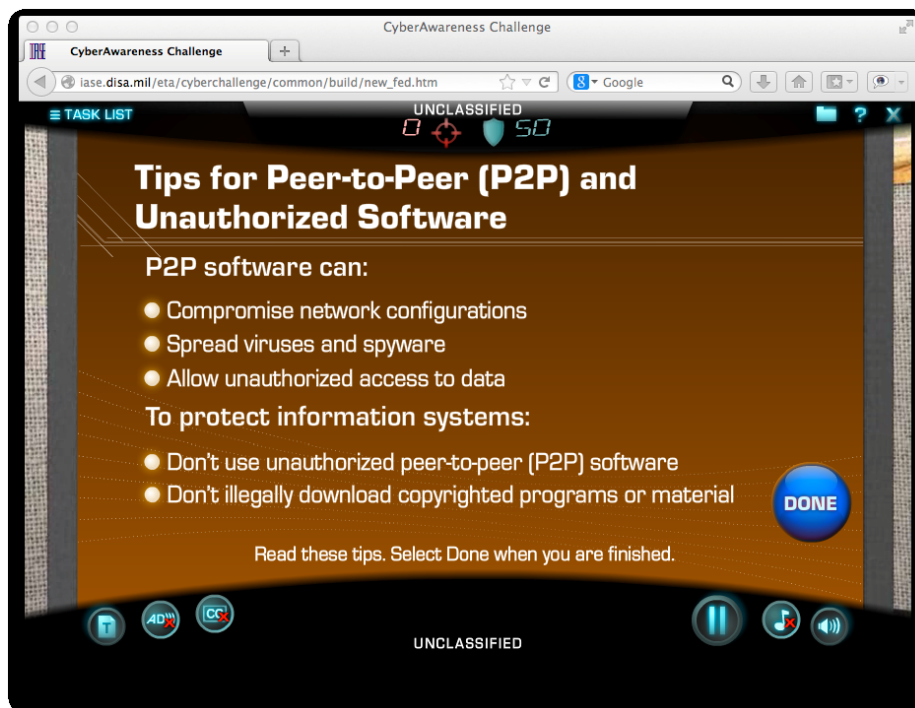 CyberAwareness Challenge
CyberAwareness Challenge
iase.disa.mil/eta/cyberchallenge/common/build/new_fed.htm
Google
TASK LIST
UNCLASSIFIED
0 50
?
X
Tips for Peer-to-Peer (P2P) and
Unauthorized Software
P2P software can:
Compromise network configurations
Spread viruses and spyware
Allow unauthorized access to data
To protect information systems:
Don't use unauthorized peer-to-peer (P2P) software
Don't illegally download copyrighted programs or material
DONE
Read these tips. Select Done when you are finished.
T
AD
CC
UNCLASSIFIED